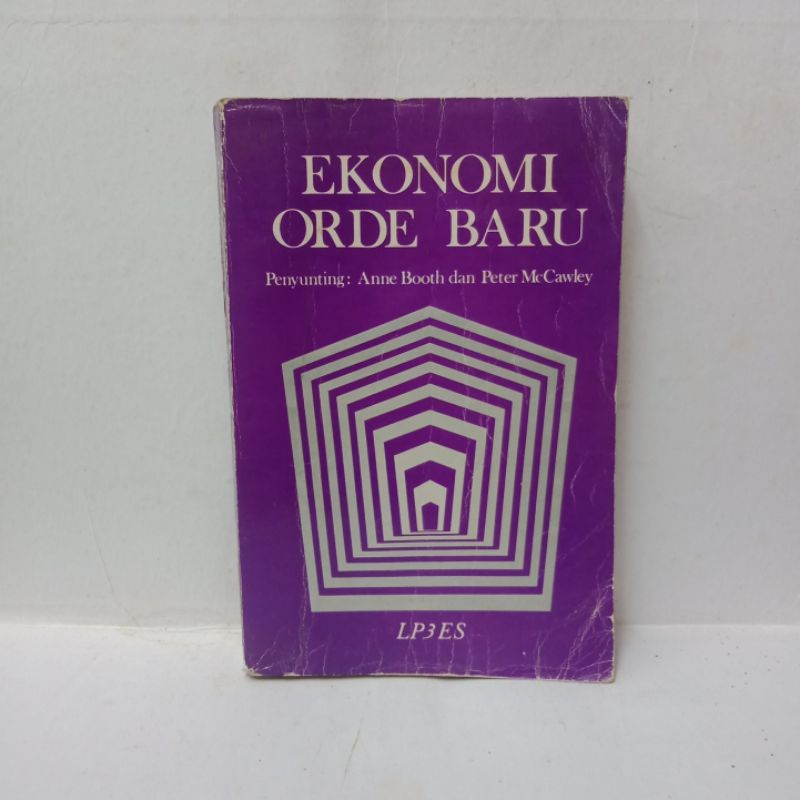 EKONOMI
ORDE BARU
Penyunting: Anne Booth dan Peter McCawley
LP3ES